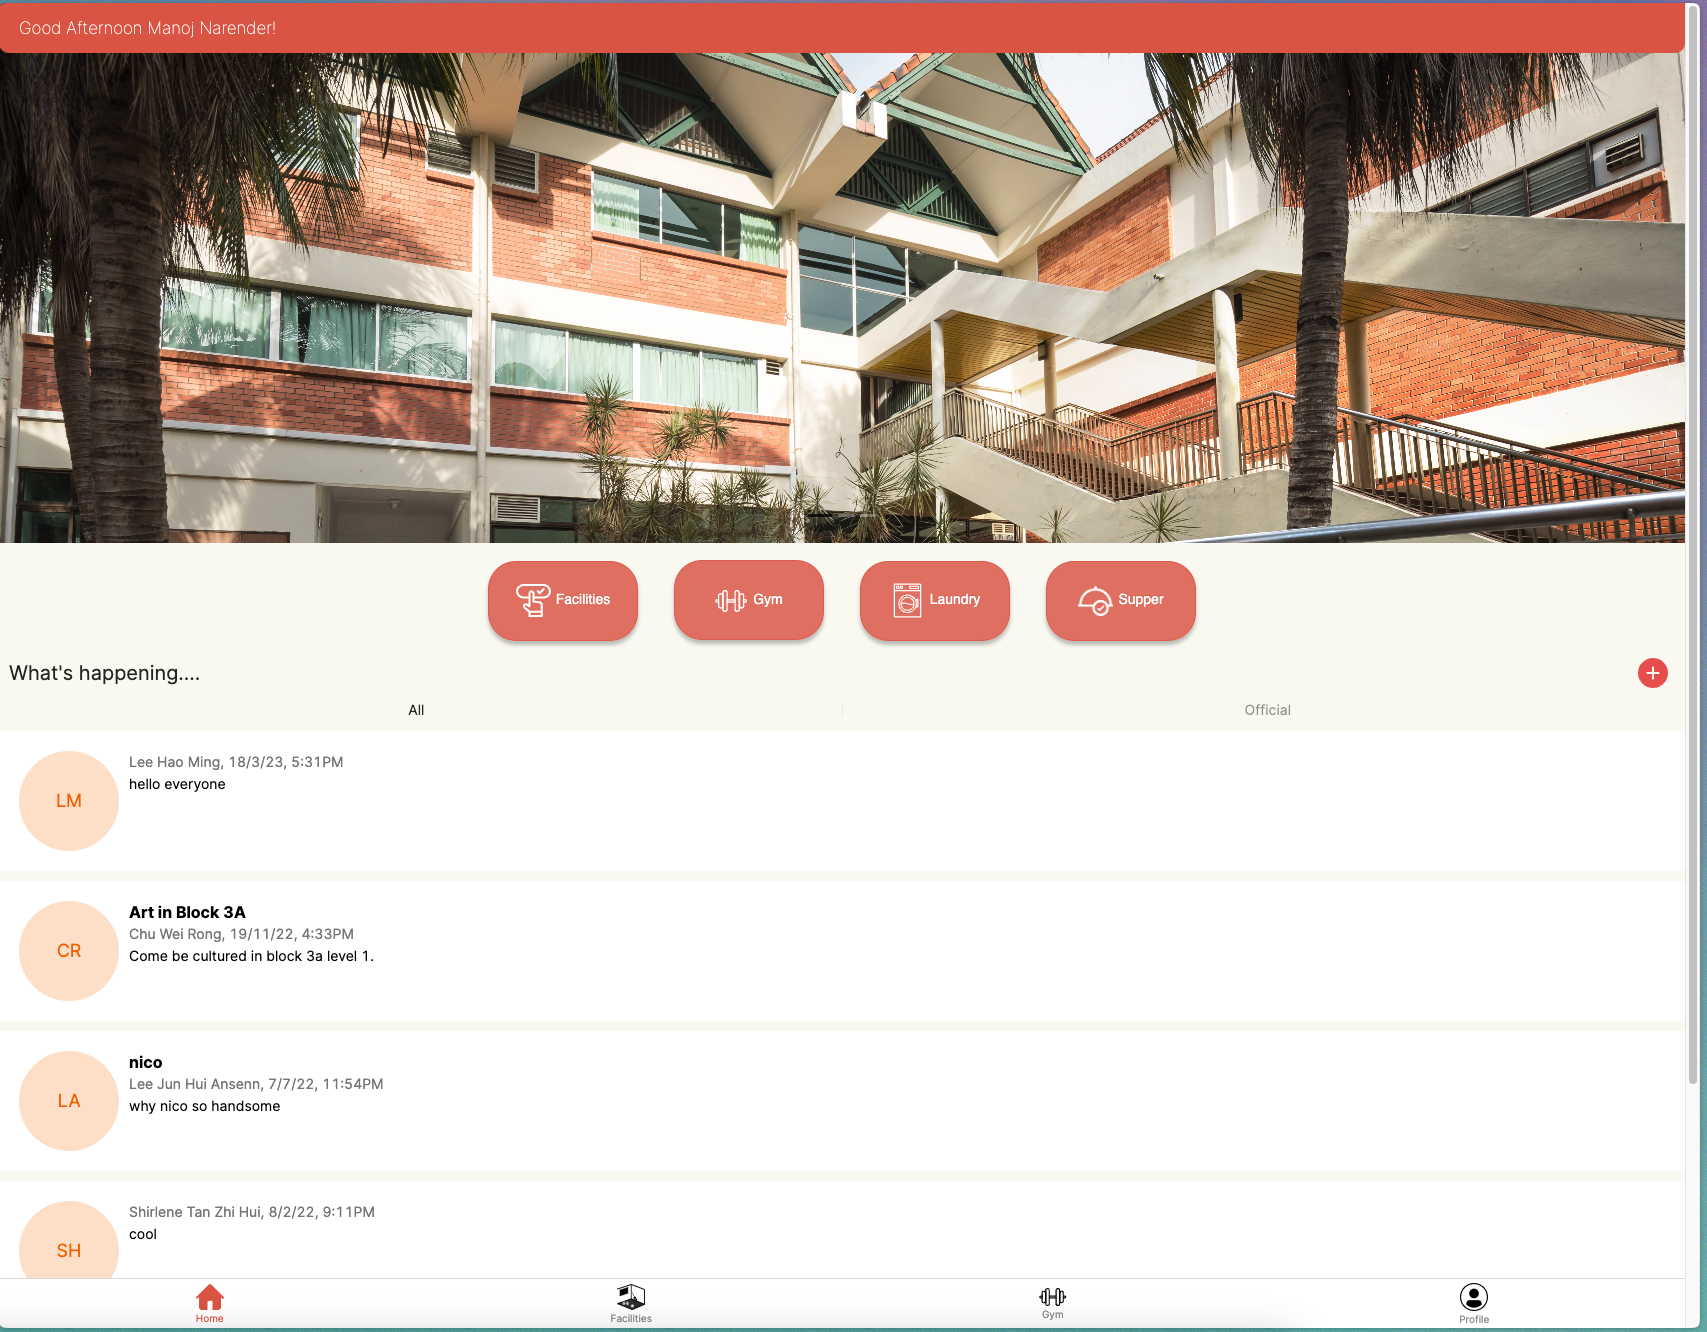 Good Afternoon Manoj Narender!
Facilities
Gym
Laundry
Supper
What's happening....
All
Official
LM
Lee Hao Ming, 18/3/23, 5:31PM
hello everyone
CR
Art in Block 3A
Chu Wei Rong, 19/11/22, 4:33PM
Come be cultured in block 3a level 1.
LA
nico
Lee Jun Hui Ansenn, 7/7/22, 11:54PM
why nico so handsome
SH
Shirlene Tan Zhi Hui, 8/2/22, 9:11PM
cool
Home
Facilities
Gym
Profile